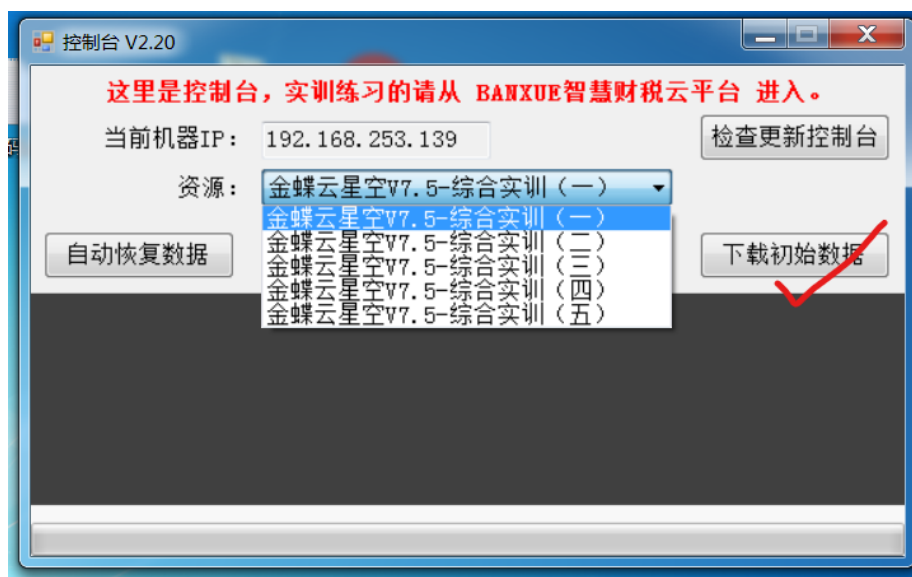 控制台 V2.20
这里是控制台，实训练习的请从 BANXUE智慧财税云平台 进入。
当前机器IP： 192.168.253.139 检查更新控制台
资源： 金蝶云星空V7.5-综合实训（一）
金蝶云星空V7.5-综合实训（一）
金蝶云星空V7.5-综合实训（二）
自动恢复数据 金蝶云星空V7.5-综合实训（三） 下载初始数据
金蝶云星空V7.5-综合实训（四）
金蝶云星空V7.5-综合实训（五）